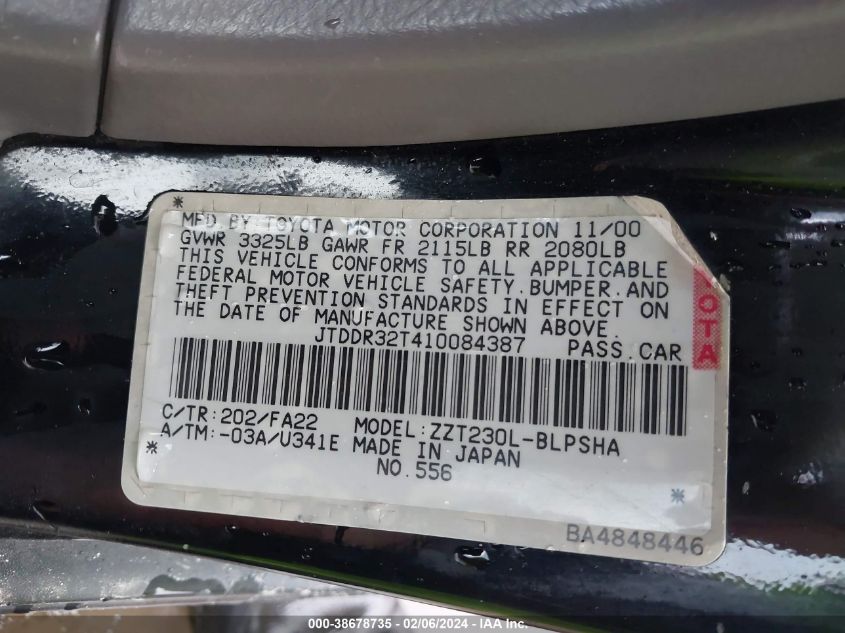 MFD.BY TOYOTA MOTOR CORPORATION 11/00
GVWR 3325LB GAWR FR 2115LB RR 2080LB
THIS VEHICLE CONFORMS TO ALL APPLICABLE
FEDERAL MOTOR VEHICLE SAFETY.BUMPER.AND
THEFT PREVENTION STANDARDS IN EFFECT ON
THE DATE OF MANUFACTURE SHOWN ABOVE.
JTDDR32T410084387 PASS.CAR
OTA
C/TR:202/FA22 MODEL:ZZT230L-BLPSHA
A/TM:-03A/U341E MADE IN JAPAN
NO.556
BA4848446
000-38678735 - 02/06/2024 - IAAI, Inc.